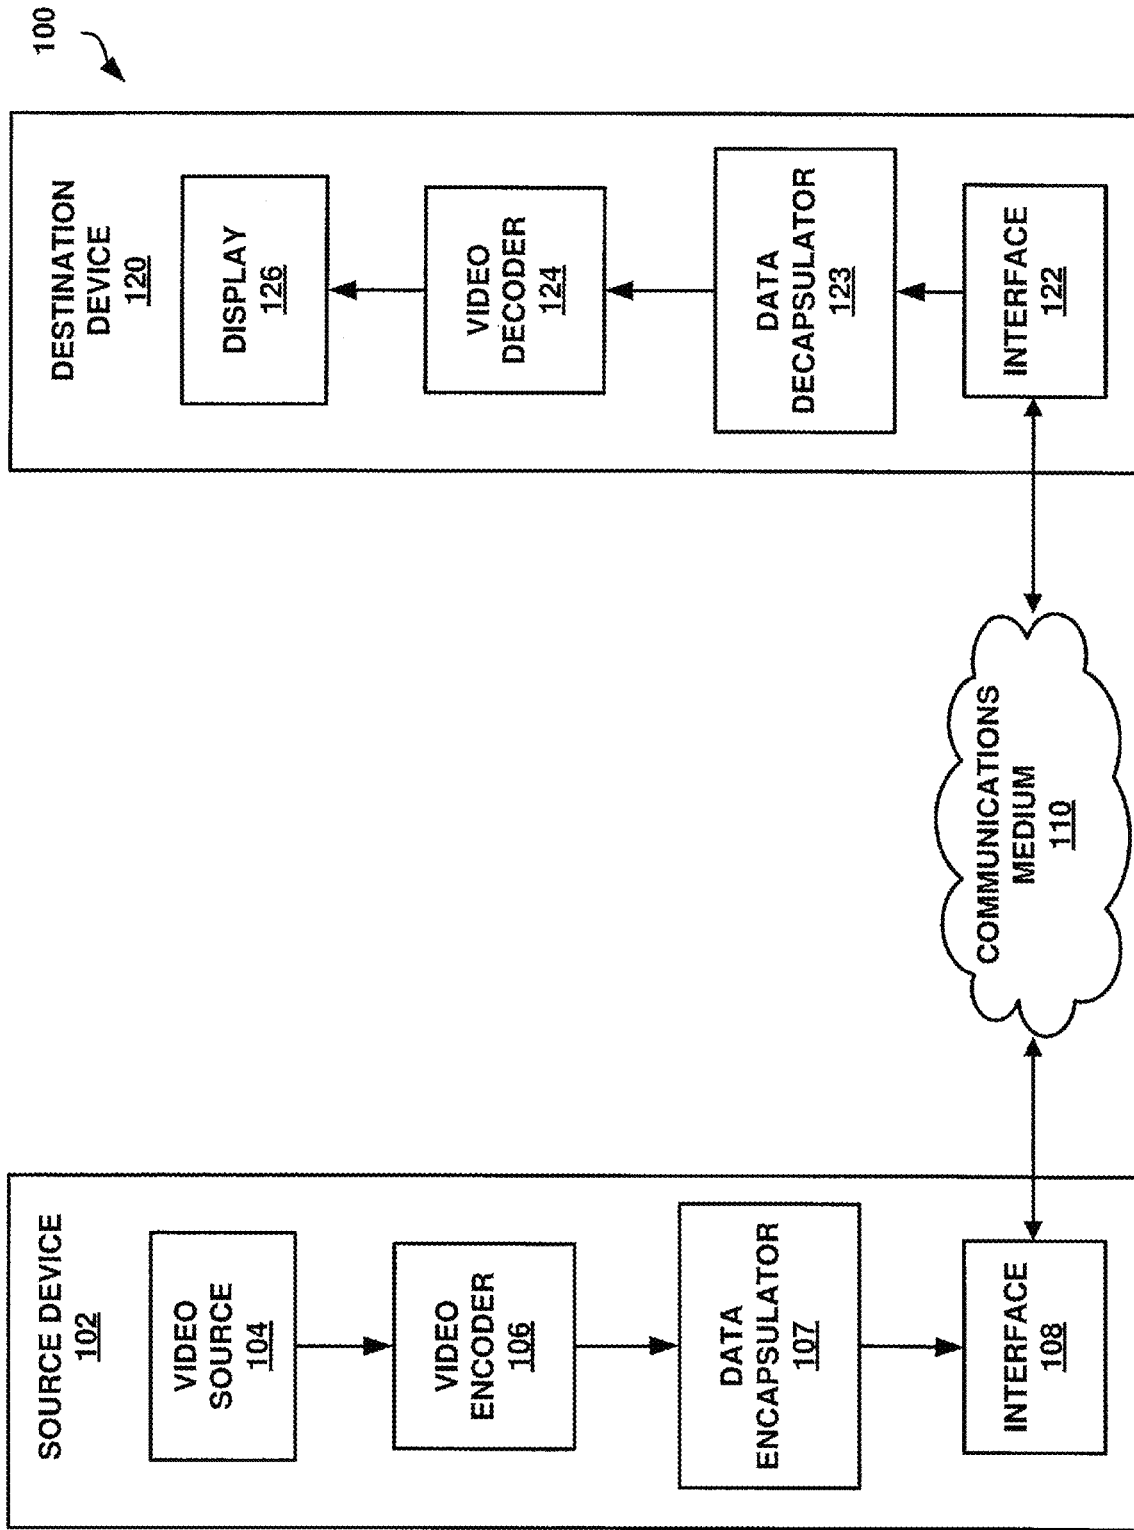 100
SOURCE DEVICE
102
VIDEO
SOURCE
104
VIDEO
ENCODER
106
DATA
ENCAPSULATOR
107
INTERFACE
108
COMMUNICATIONS
MEDIUM
110
DESTINATION
DEVICE
120
DISPLAY
126
VIDEO
DECODER
124
DATA
DECAPSULATOR
123
INTERFACE
122